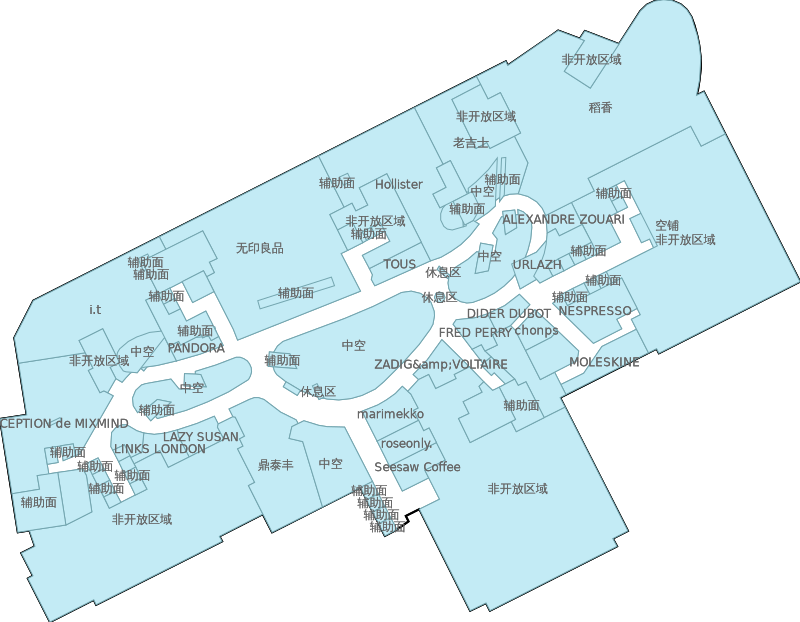 非开放区域
稻香
非开放区域
老吉士
辅助面
辅助面
Hollister
中空
辅助面
辅助面
非开放区域
辅助面
ALEXANDRE ZOUARI
空铺
非开放区域
无印良品
辅助面
中空
辅助面
辅助面
TOUS
休息区
URLAZH
辅助面
辅助面
辅助面
休息区
辅助面
i.t
DIDER DUBOT
NESPRESSO
辅助面
FRED PERRY
chonps
PANDORA
中空
中空
非开放区域
辅助面
ZADIG&amp;VOLTAIRE
MOLESKINE
中空
休息区
辅助面
marimekko
辅助面
CEPTION de MIXMIND
LAZY SUSAN
LINKS LONDON
roseonly.
辅助面
辅助面
鼎泰丰
中空
Seesaw Coffee
辅助面
辅助面
辅助面
非开放区域
辅助面
辅助面
非开放区域
辅助面
辅助面